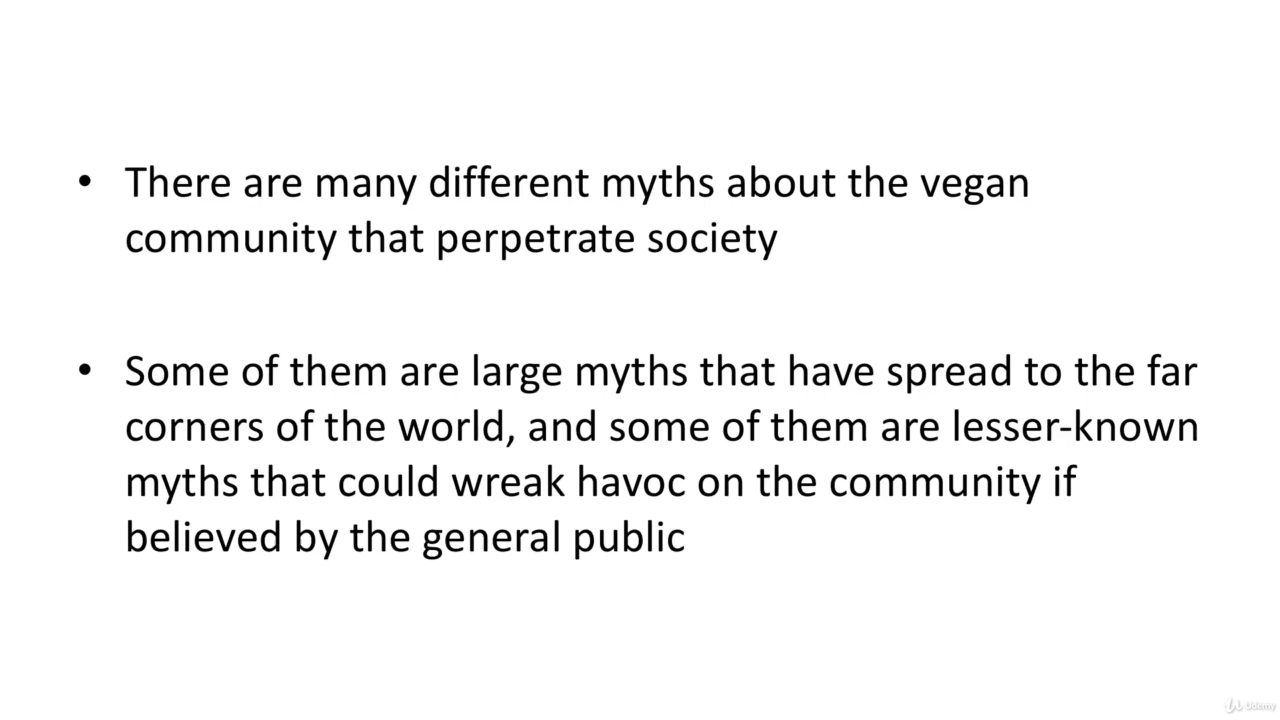 • There are many different myths about the vegan
community that perpetrate society
• Some of them are large myths that have spread to the far
corners of the world, and some of them are lesser-known
myths that could wreak havoc on the community if
believed by the general public
Udemy